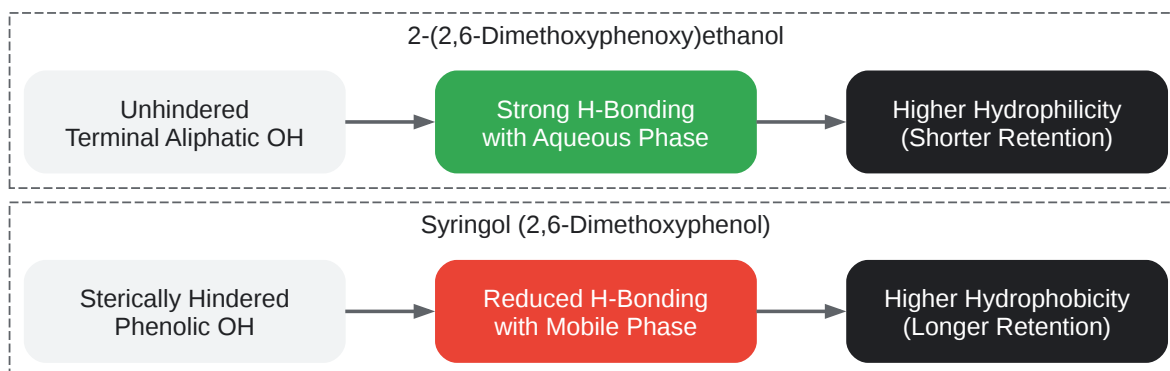 2-(2,6-Dimethoxyphenoxy)ethanol
Unhindered
Terminal Aliphatic OH
Strong H-Bonding
with Aqueous Phase
Higher Hydrophilicity
(Shorter Retention)
Syringol (2,6-Dimethoxyphenol)
Sterically Hindered
Phenolic OH
Reduced H-Bonding
with Mobile Phase
Higher Hydrophobicity
(Longer Retention)